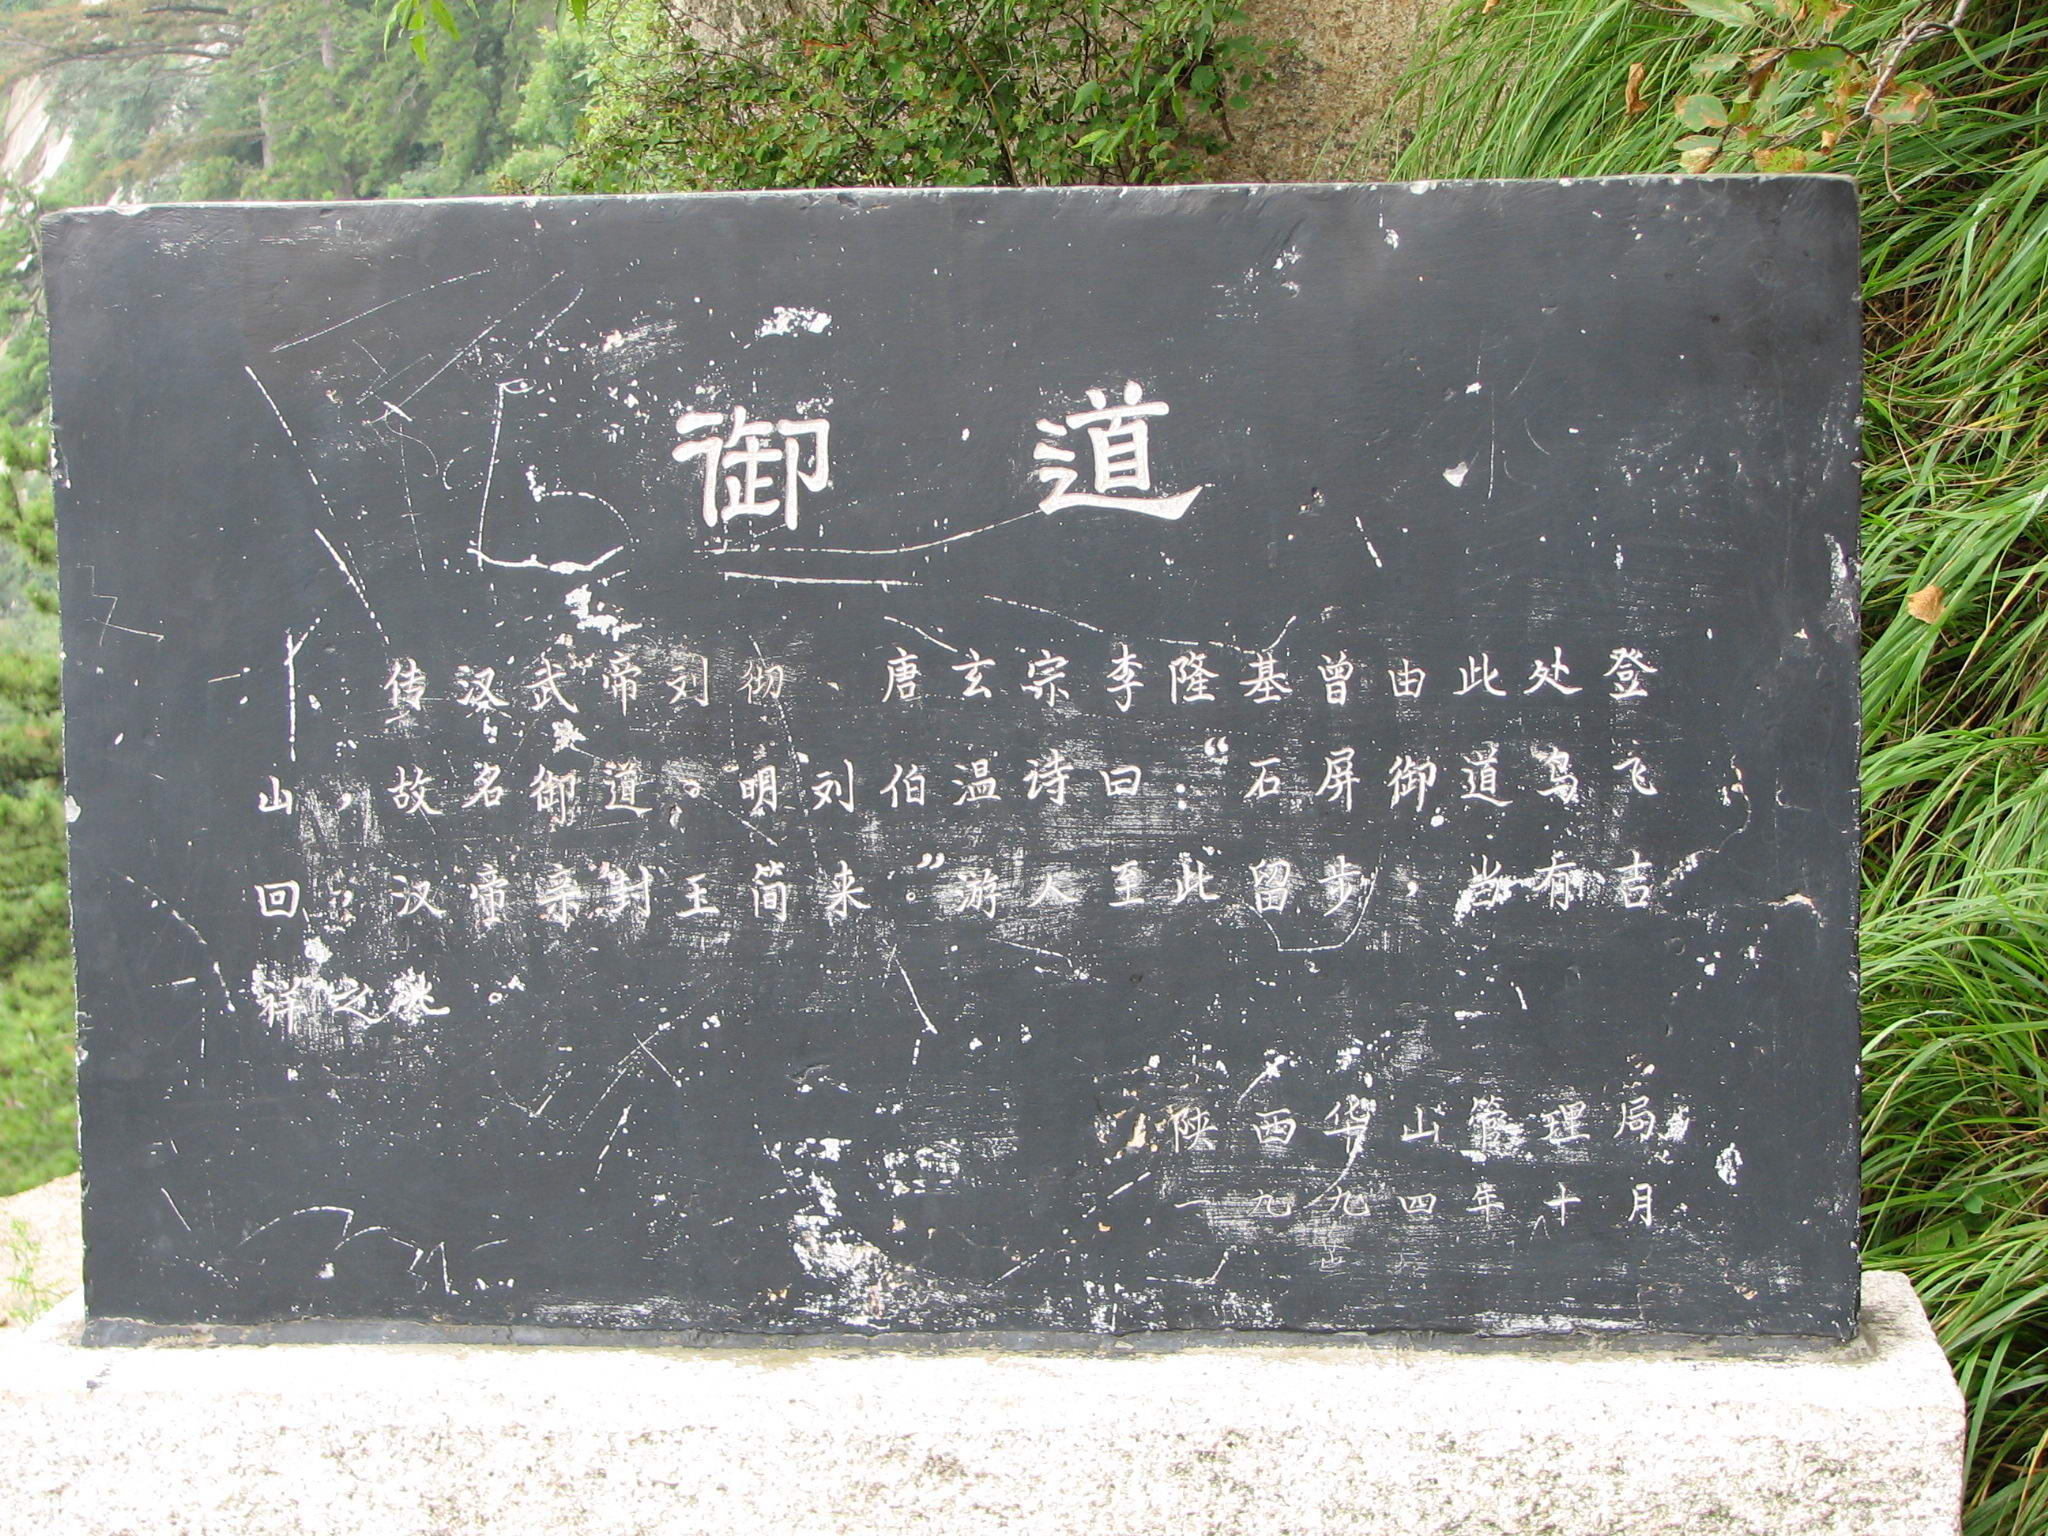 御道
传汉武帝刘彻、唐玄宗李隆基曾由此处登
山，故名御道。明刘伯温诗曰：“石屏御道鸟飞
回，汉帝亲封王简来。”游人至此留步，当有吉
祥之兆。
陕西华山管理局
一九九四年十月